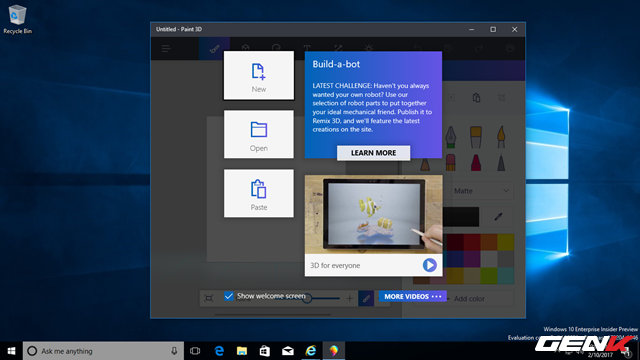 Recycle Bin
Untitled - Paint 3D
New
Open
Paste
Build-a-bot
LATEST CHALLENGE: Haven't you always
wanted your own robot? Use our
selection of robot parts to put together
your ideal mechanical friend. Publish it to
Remix 3D, and we'll feature the latest
creations on the site.
LEARN MORE
3D for everyone
Matte
Show welcome screen
MORE VIDEOS
Add color
Windows 10 Enterprise Insider Preview
Evaluation
Ask me anything
2/10/2017
GENK